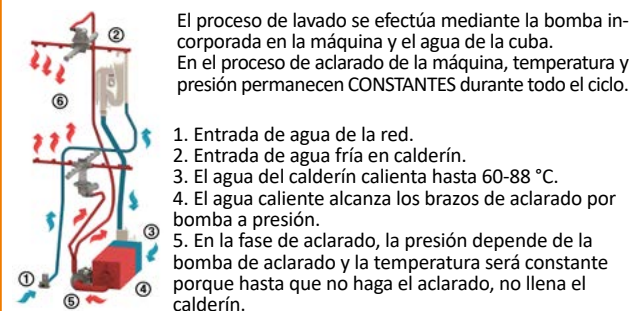 El proceso de lavado se efectúa mediante la bomba in-
corporada en la máquina y el agua de la cuba.
En el proceso de aclarado de la máquina, temperatura y
presión permanecen CONSTANTES durante todo el ciclo.
1. Entrada de agua de la red.
2. Entrada de agua fría en calderín.
3. El agua del calderín calienta hasta 60-88 °C.
4. El agua caliente alcanza los brazos de aclarado por
bomba a presión.
5. En la fase de aclarado, la presión depende de la
bomba de aclarado y la temperatura será constante
porque hasta que no haga el aclarado, no llena el
calderín.
②
⑥
③
①
④
⑤